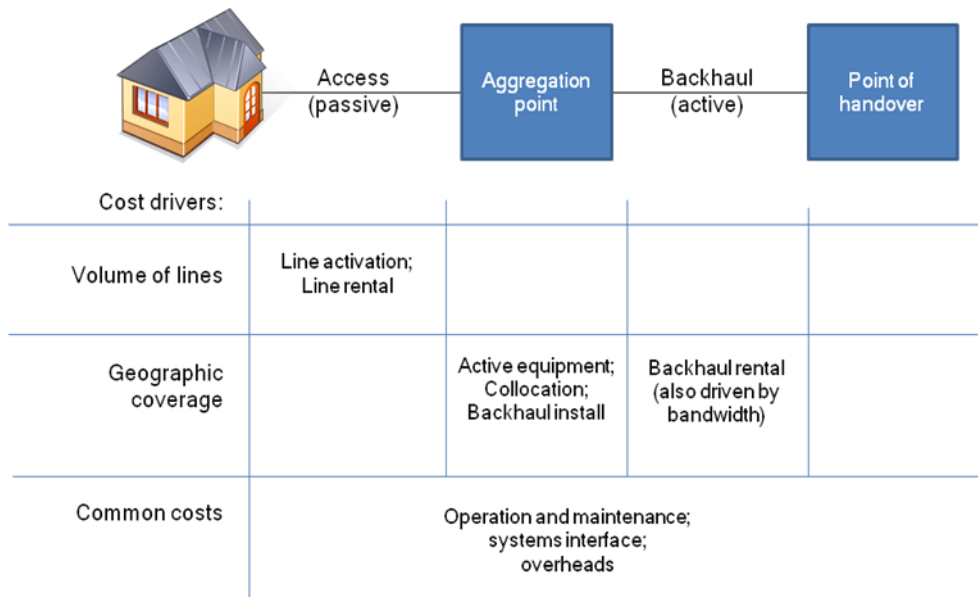 Access
(passive)
Aggregation
point
Backhaul
(active)
Point of
handover
Cost drivers:
Volume of lines
Line activation;
Line rental
Geographic
coverage
Active equipment;
Collocation;
Backhaul install
Backhaul rental
(also driven by
bandwidth)
Common costs
Operation and maintenance;
systems interface;
overheads